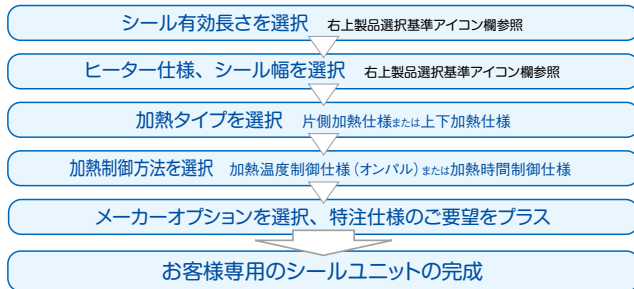 シール有効長さを選択 右上製品選択基準アイコン欄参照
ヒーター仕様、シール幅を選択 右上製品選択基準アイコン欄参照
加熱タイプを選択 片側加熱仕様または上下加熱仕様
加熱制御方法を選択 加熱温度制御仕様（オンパル）または加熱時間制御仕様
メーカーオプションを選択、特注仕様のご要望をプラス
お客様専用のシールユニットの完成